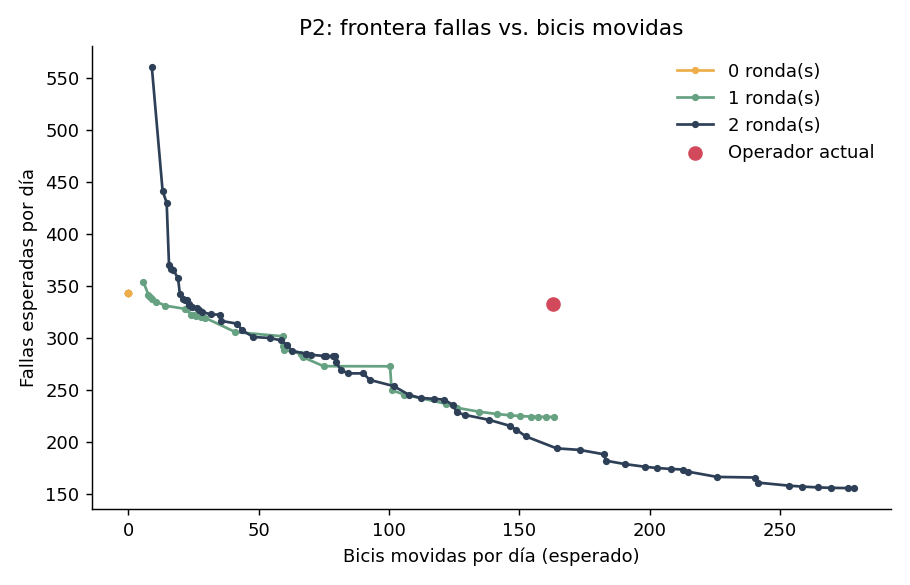 P2: frontera fallas vs. bicis movidas
0 ronda(s)
1 ronda(s)
2 ronda(s)
Operador actual
Fallas esperadas por día
550
500
450
400
350
300
250
200
150
0
50
100
150
200
250
Bicis movidas por día (esperado)